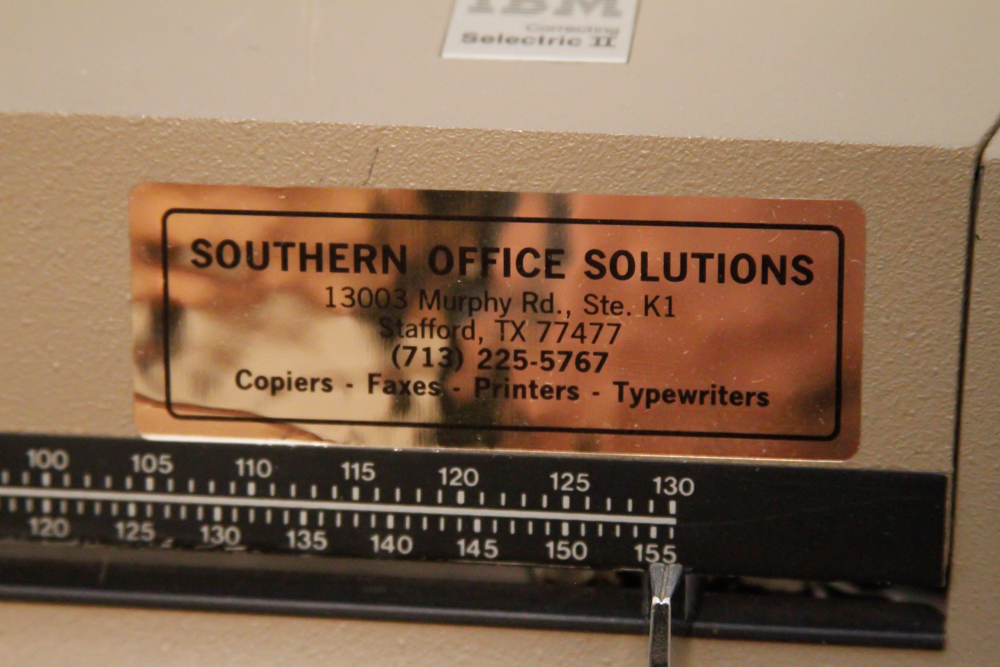 IBM
Correcting
Selectric II
SOUTHERN OFFICE SOLUTIONS
13003 Murphy Rd., Ste. K1
Stafford, TX 77477
(713) 225-5767
Copiers - Faxes - Printers - Typewriters
100 105 110 115 120 125 130
120 125 130 135 140 145 150 155